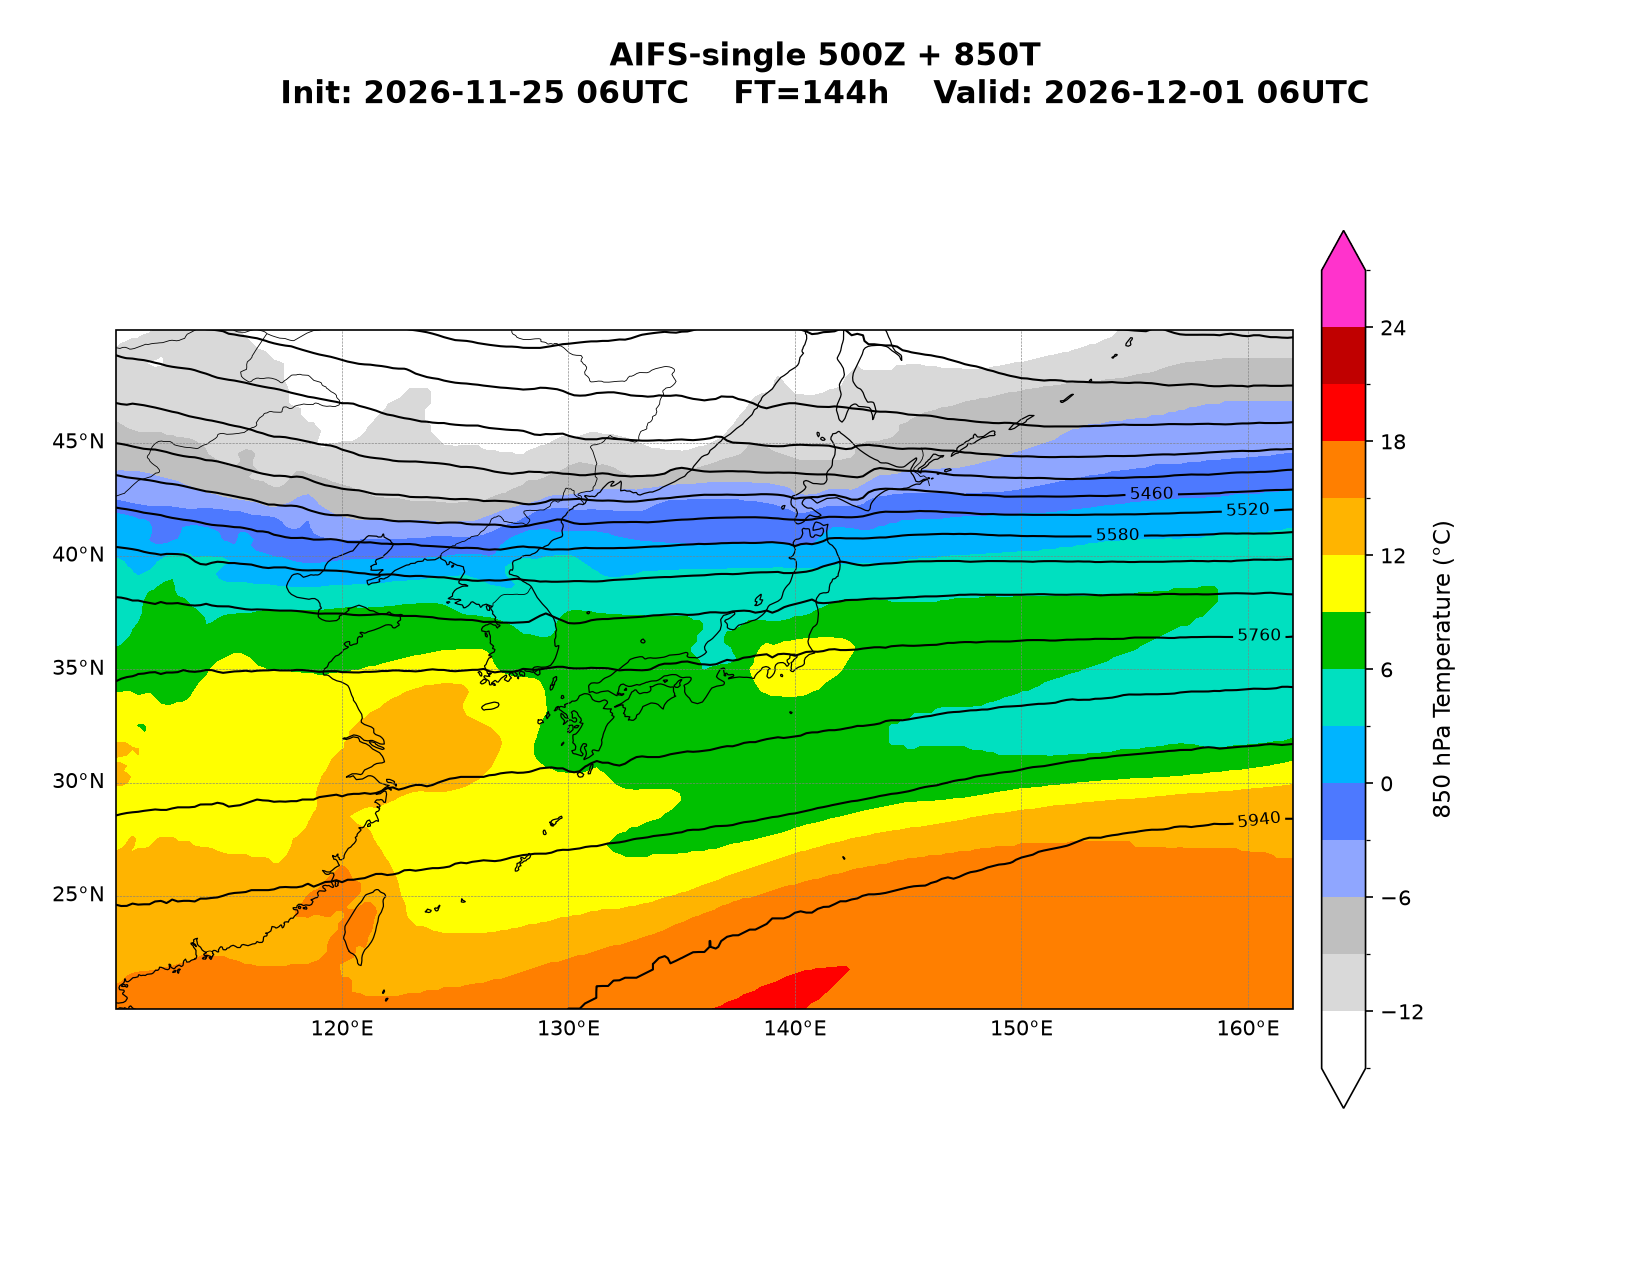 AIFS-single 500Z + 850T
Init: 2026-11-25 06UTC    FT=144h    Valid: 2026-12-01 06UTC
24
18
12
6
0
−6
−12
850 hPa Temperature (°C)
45°N
40°N
35°N
30°N
25°N
5460
5520
5580
5760
5940
120°E
130°E
140°E
150°E
160°E